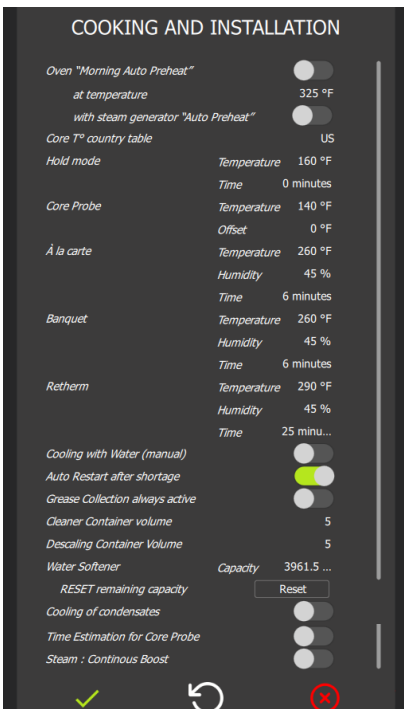 COOKING AND INSTALLATION
Oven “Morning Auto Preheat”
at temperature 325 °F
with steam generator “Auto Preheat”
Core T° country table US
Hold mode Temperature 160 °F
Time 0 minutes
Core Probe Temperature 140 °F
Offset 0 °F
À la carte Temperature 260 °F
Humidity 45 %
Time 6 minutes
Banquet Temperature 260 °F
Humidity 45 %
Time 6 minutes
Retherm Temperature 290 °F
Humidity 45 %
Time 25 minu...
Cooling with Water (manual)
Auto Restart after shortage
Grease Collection always active
Cleaner Container volume 5
Descaling Container Volume 5
Water Softener Capacity 3961.5 ...
RESET remaining capacity Reset
Cooling of condensates
Time Estimation for Core Probe
Steam : Continous Boost